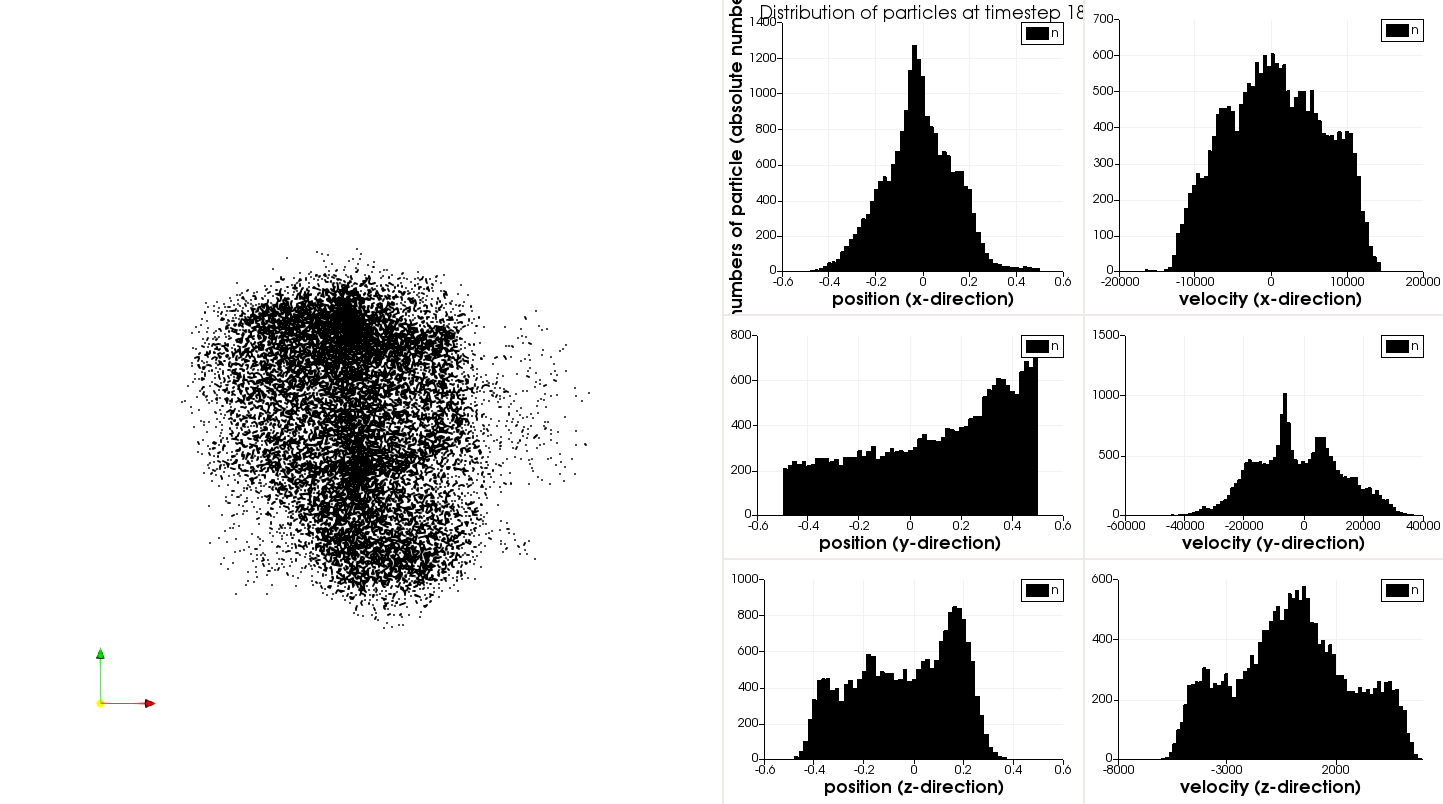 Distribution of particles at timestep 18
numbers of particle (absolute numbe
1400
1200
1000
800
600
400
200
0
-0.6 -0.4 -0.2 0 0.2 0.4 0.6
position (x-direction)
n
700
600
500
400
300
200
100
0
-20000 -10000 0 10000 20000
velocity (x-direction)
n
800
600
400
200
0
-0.6 -0.4 -0.2 0 0.2 0.4 0.6
position (y-direction)
n
1500
1000
500
0
-60000 -40000 -20000 0 20000 40000
velocity (y-direction)
n
1000
800
600
400
200
0
-0.6 -0.4 -0.2 0 0.2 0.4 0.6
position (z-direction)
n
600
400
200
0
-8000 -3000 2000
velocity (z-direction)
n